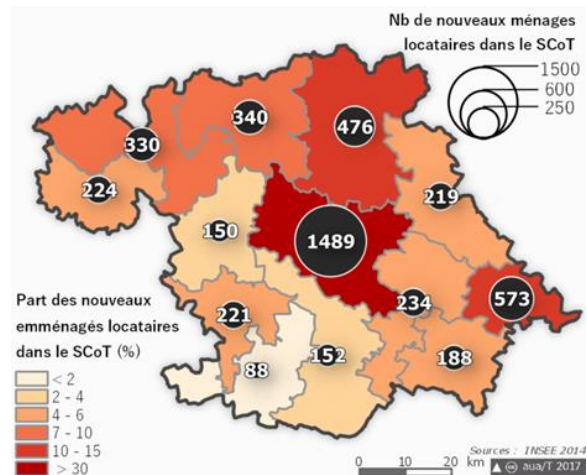 Nb de nouveaux ménages
locataires dans le SCoT
1500
600
250
340
476
330
224
219
150
1489
573
234
221
152
188
88
Part des nouveaux
emménagés locataires
dans le SCoT (%)
< 2
2 - 4
4 - 6
7 - 10
10 - 15
> 30
0 10 20
km
Sources : INSEE 2014
aua/T 2017